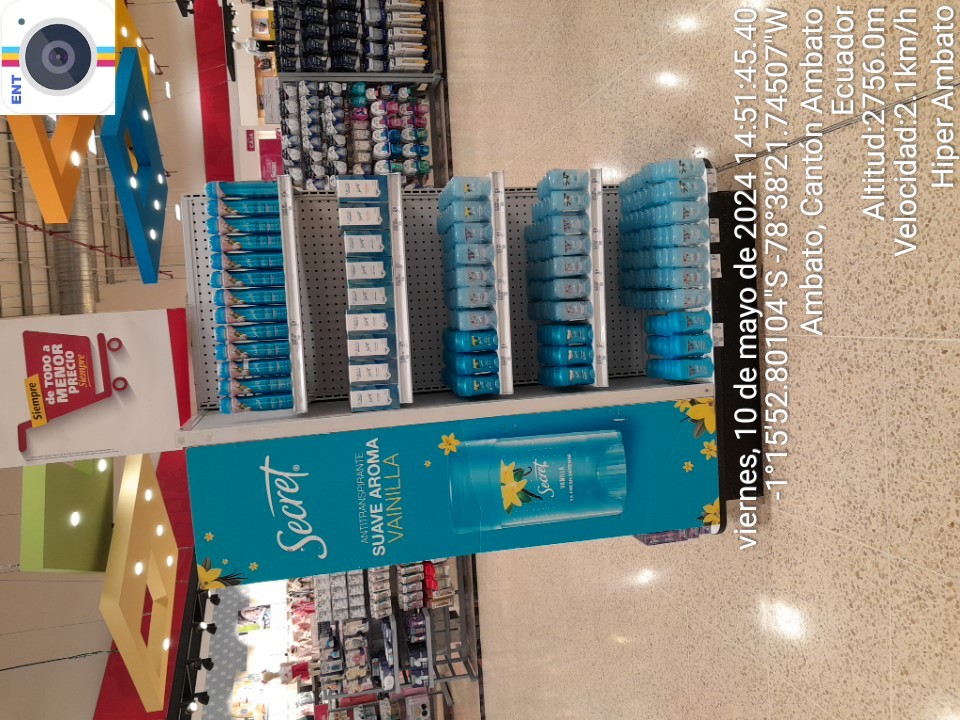 ENT
Siempre
de TODO a
MENOR
PRECIO
Siempre
CAJA
Secret®
ANTITRANSPIRANTE
SUAVE AROMA
VAINILLA
Secret
VANILLA
viernes, 10 de mayo de 2024 14:51:45.40
-1°15'52.80104"S -78°38'21.74507"W
Ambato, Cantón Ambato
Ecuador
Altitud:2756.0m
Velocidad:2.1km/h
Hiper Ambato